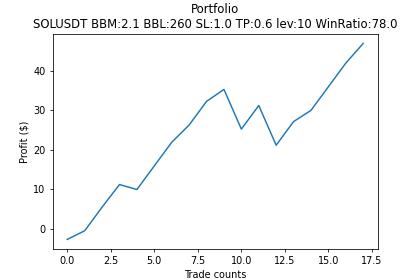 Portfolio
SOLUSDT BBM:2.1 BBL:260 SL:1.0 TP:0.6 lev:10 WinRatio:78.0
40
30
20
10
0
Profit ($)
0.0 2.5 5.0 7.5 10.0 12.5 15.0 17.5
Trade counts